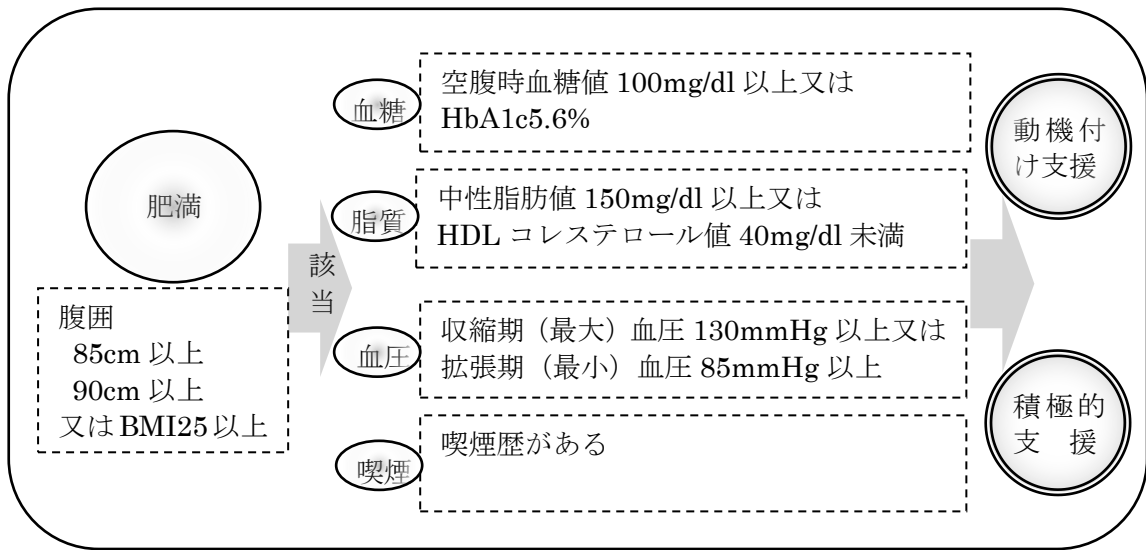 肥満
腹囲
85cm 以上
90cm 以上
又は BMI25 以上
該
当
血糖
空腹時血糖値 100mg/dl 以上又は
HbA1c5.6%
脂質
中性脂肪値 150mg/dl 以上又は
HDL コレステロール値 40mg/dl 未満
血圧
収縮期（最大）血圧 130mmHg 以上又は
拡張期（最小）血圧 85mmHg 以上
喫煙
喫煙歴がある
動機付
け支援
積極的
支 援